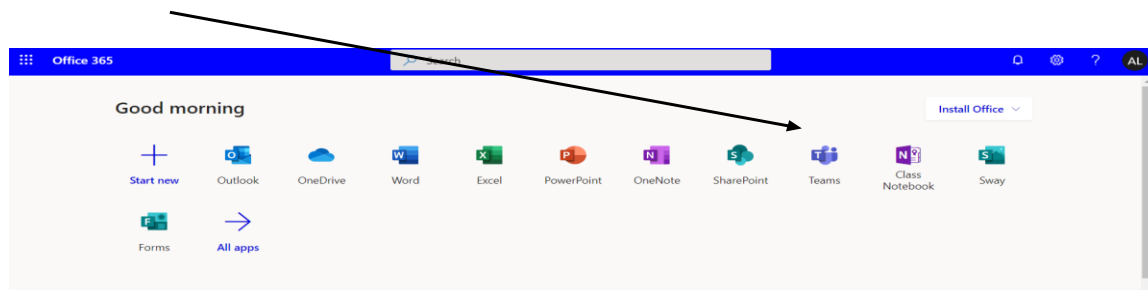 Office 365 Search ? AL
Good morning
Install Office
Start new Outlook OneDrive Word Excel PowerPoint OneNote SharePoint Teams Class Notebook Sway
Forms All apps